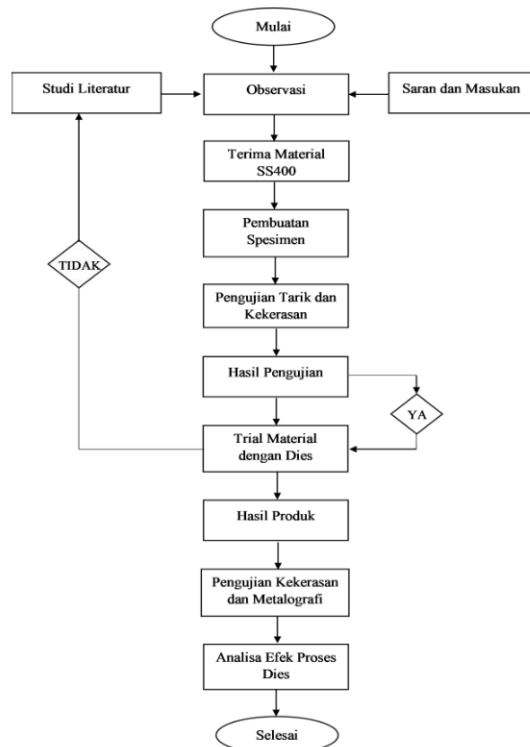 Mulai
Studi Literatur
Observasi
Saran dan Masukan
Terima Material
SS400
Pembuatan
Spesimen
TIDAK
Pengujian Tarik dan
Kekerasan
Hasil Pengujian
YA
Trial Material
dengan Dies
Hasil Produk
Pengujian Kekerasan
dan Metalografi
Analisa Efek Proses
Dies
Selesai